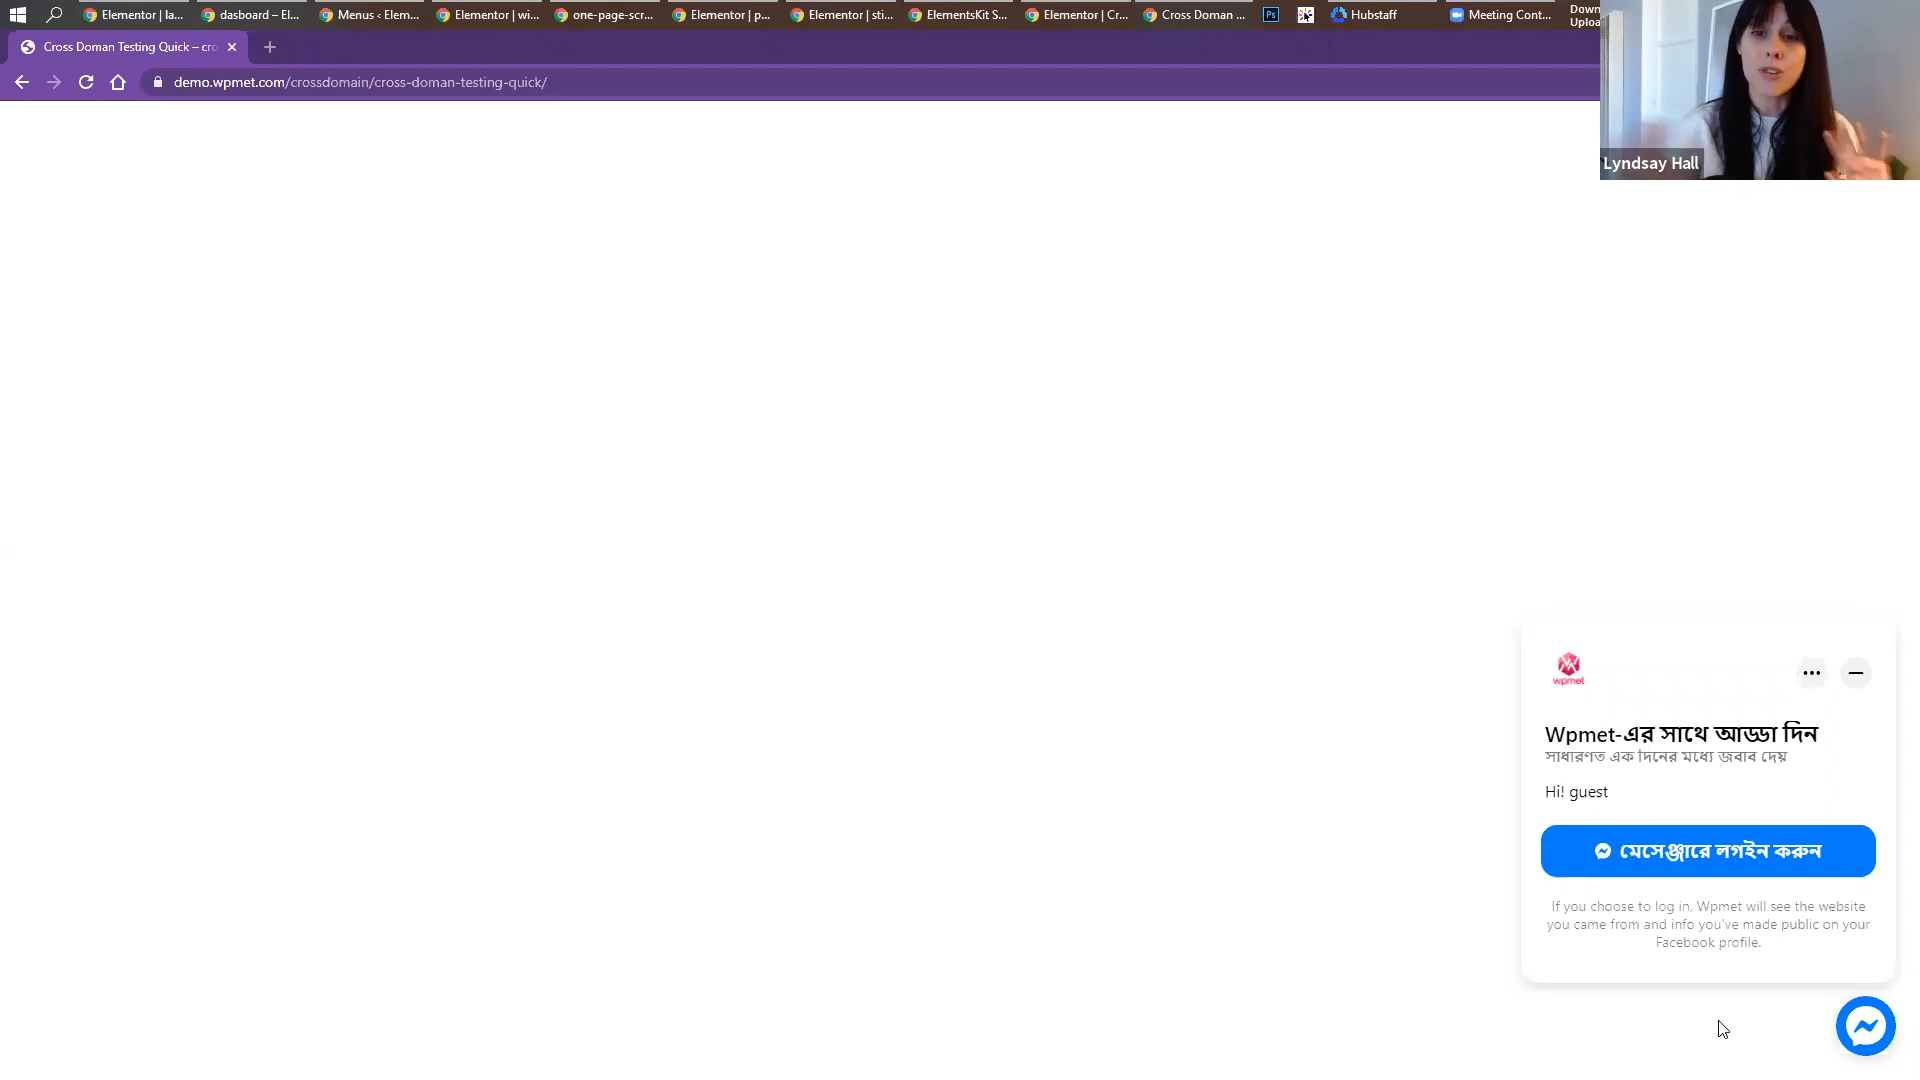 Elementor | la...
dasboard – El...
Menus ‹ Elem...
Elementor | wi...
one-page-scr...
Elementor | p...
Elementor | sti...
ElementsKit S...
Elementor | Cr...
Cross Doman ...
Ps
Hubstaff
Meeting Cont...
Down
Uploa
Cross Doman Testing Quick – cro
demo.wpmet.com/crossdomain/cross-doman-testing-quick/
Lyndsay Hall
wpmet
Wpmet-এর সাথে আড্ডা দিন
সাধারণত এক দিনের মধ্যে জবাব দেয়
Hi! guest
মেসেঞ্জারে লগইন করুন
If you choose to log in, Wpmet will see the website
you came from and info you've made public on your
Facebook profile.